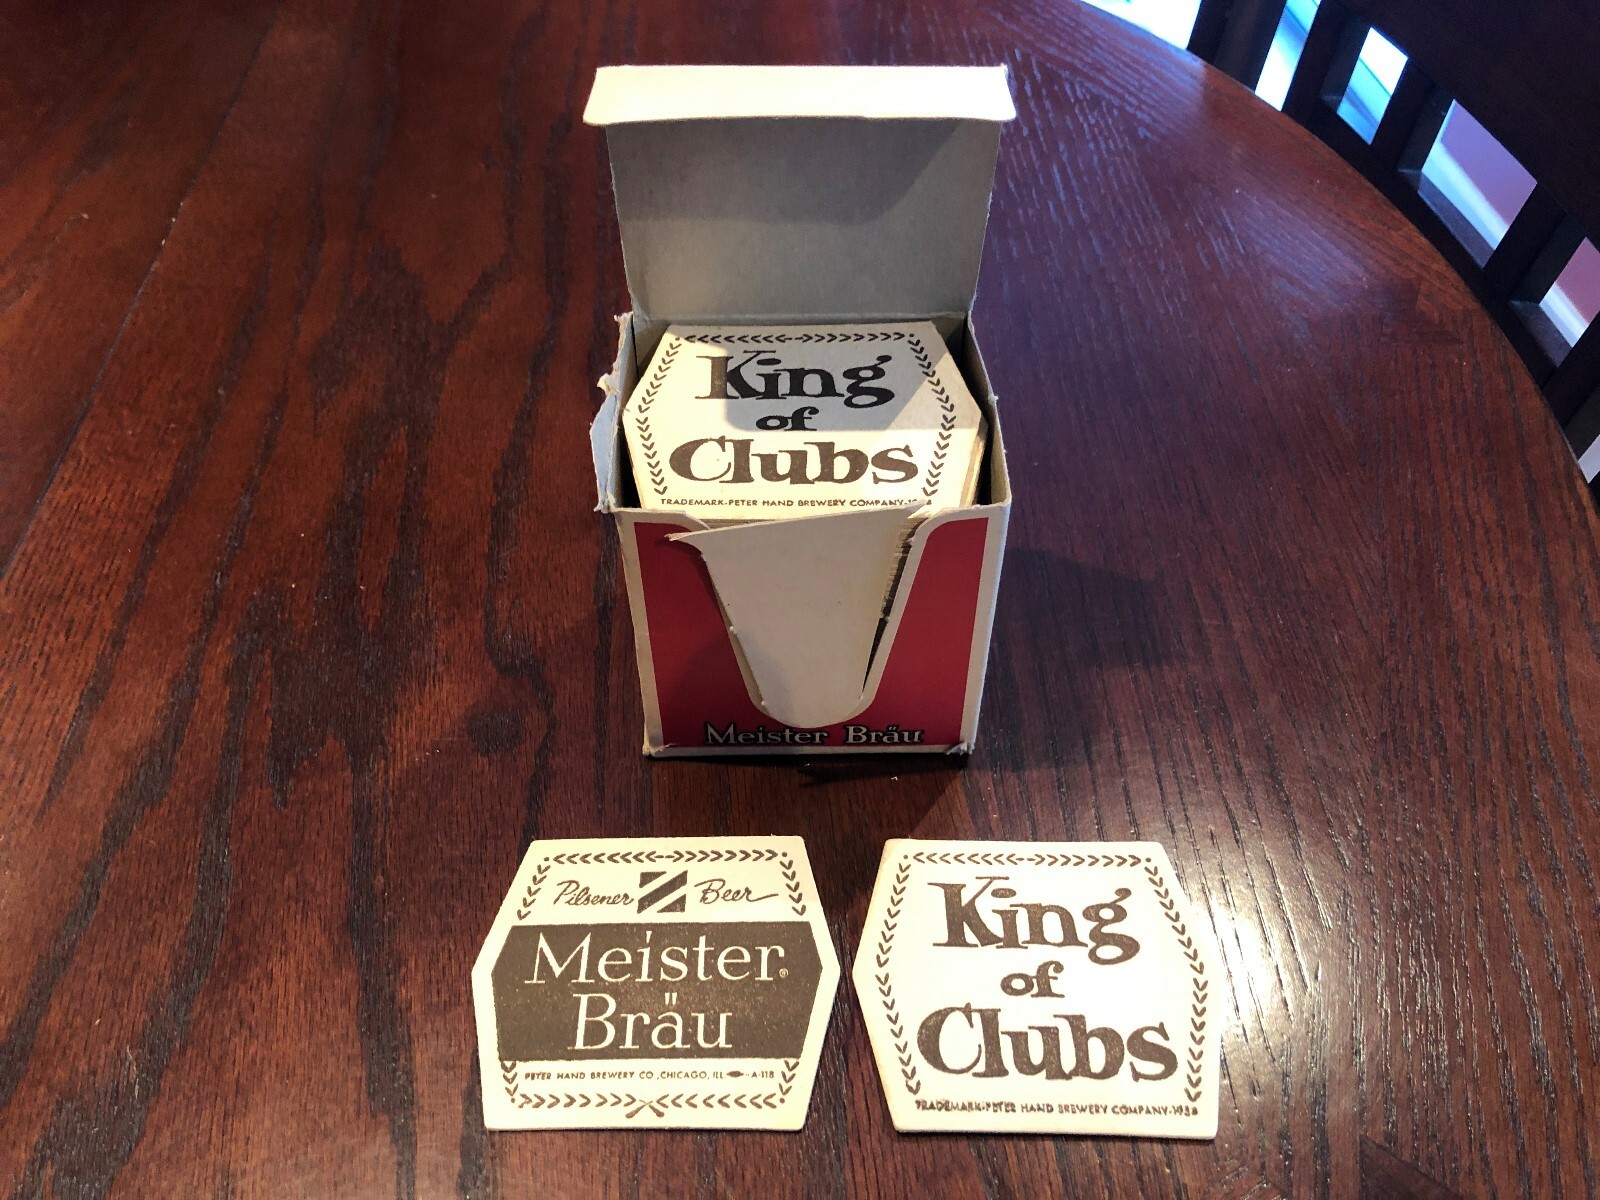 King
of
Clubs
TRADEMARK-PETER HAND BREWERY COMPANY-19
Meister Bräu
Pilsener Beer
Meister®
Bräu
PETER HAND BREWERY CO., CHICAGO, ILL. A-118
King
of
Clubs
TRADEMARK-PETER HAND BREWERY COMPANY-1958